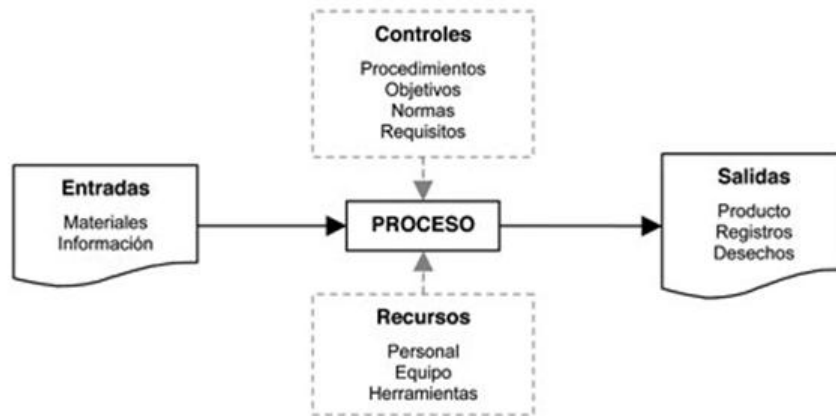 Controles
Procedimientos
Objetivos
Normas
Requisitos
Entradas
Materiales
Información
PROCESO
Salidas
Producto
Registros
Desechos
Recursos
Personal
Equipo
Herramientas